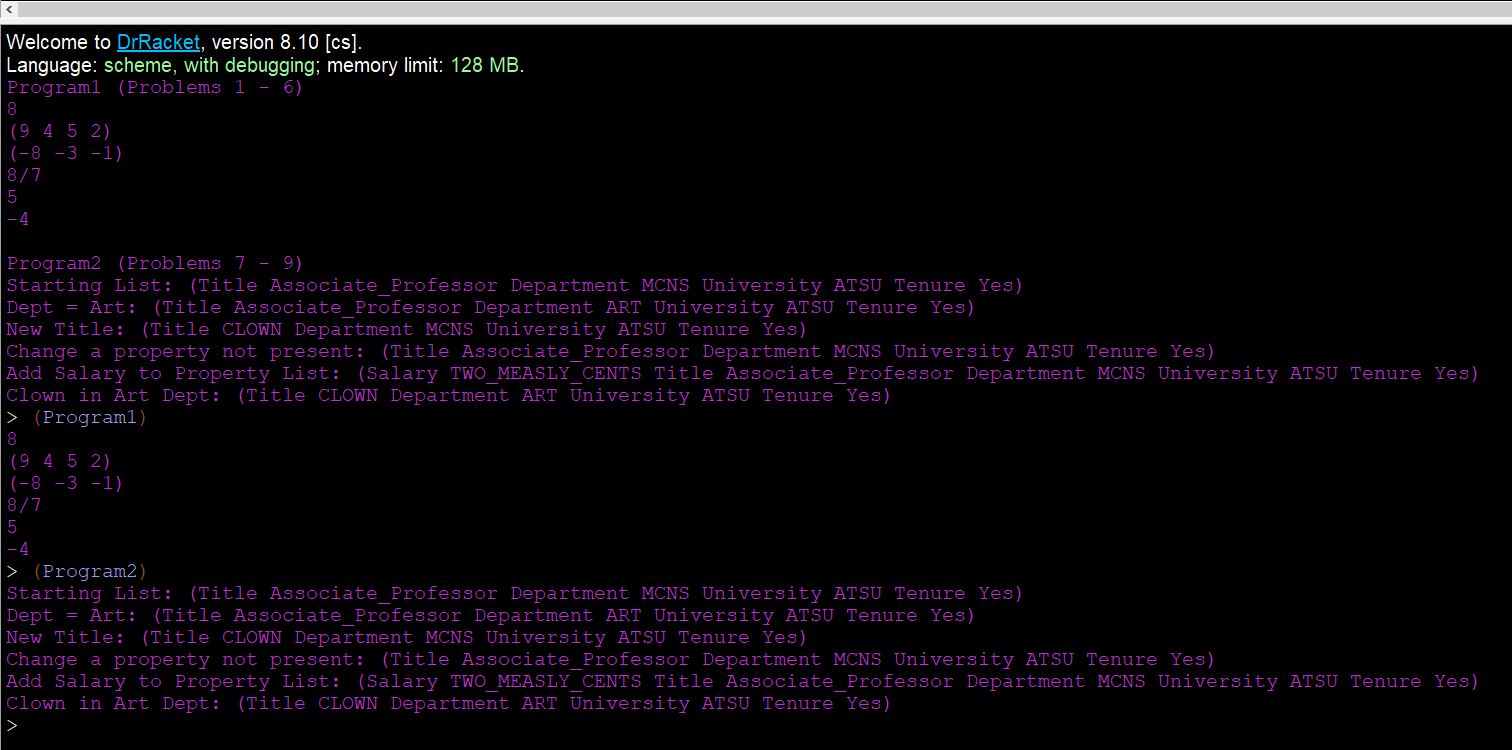 Welcome to DrRacket, version 8.10 [cs].
Language: scheme, with debugging; memory limit: 128 MB.
Program1 (Problems 1 - 6)
8
(9 4 5 2)
(-8 -3 -1)
8/7
5
-4
Program2 (Problems 7 - 9)
Starting List: (Title Associate_Professor Department MCNS University ATSU Tenure Yes)
Dept = Art: (Title Associate_Professor Department ART University ATSU Tenure Yes)
New Title: (Title CLOWN Department MCNS University ATSU Tenure Yes)
Change a property not present: (Title Associate_Professor Department MCNS University ATSU Tenure Yes)
Add Salary to Property List: (Salary TWO_MEASLY_CENTS Title Associate_Professor Department MCNS University ATSU Tenure Yes)
Clown in Art Dept: (Title CLOWN Department ART University ATSU Tenure Yes)
> (Program1)
8
(9 4 5 2)
(-8 -3 -1)
8/7
5
-4
> (Program2)
Starting List: (Title Associate_Professor Department MCNS University ATSU Tenure Yes)
Dept = Art: (Title Associate_Professor Department ART University ATSU Tenure Yes)
New Title: (Title CLOWN Department MCNS University ATSU Tenure Yes)
Change a property not present: (Title Associate_Professor Department MCNS University ATSU Tenure Yes)
Add Salary to Property List: (Salary TWO_MEASLY_CENTS Title Associate_Professor Department MCNS University ATSU Tenure Yes)
Clown in Art Dept: (Title CLOWN Department ART University ATSU Tenure Yes)
>